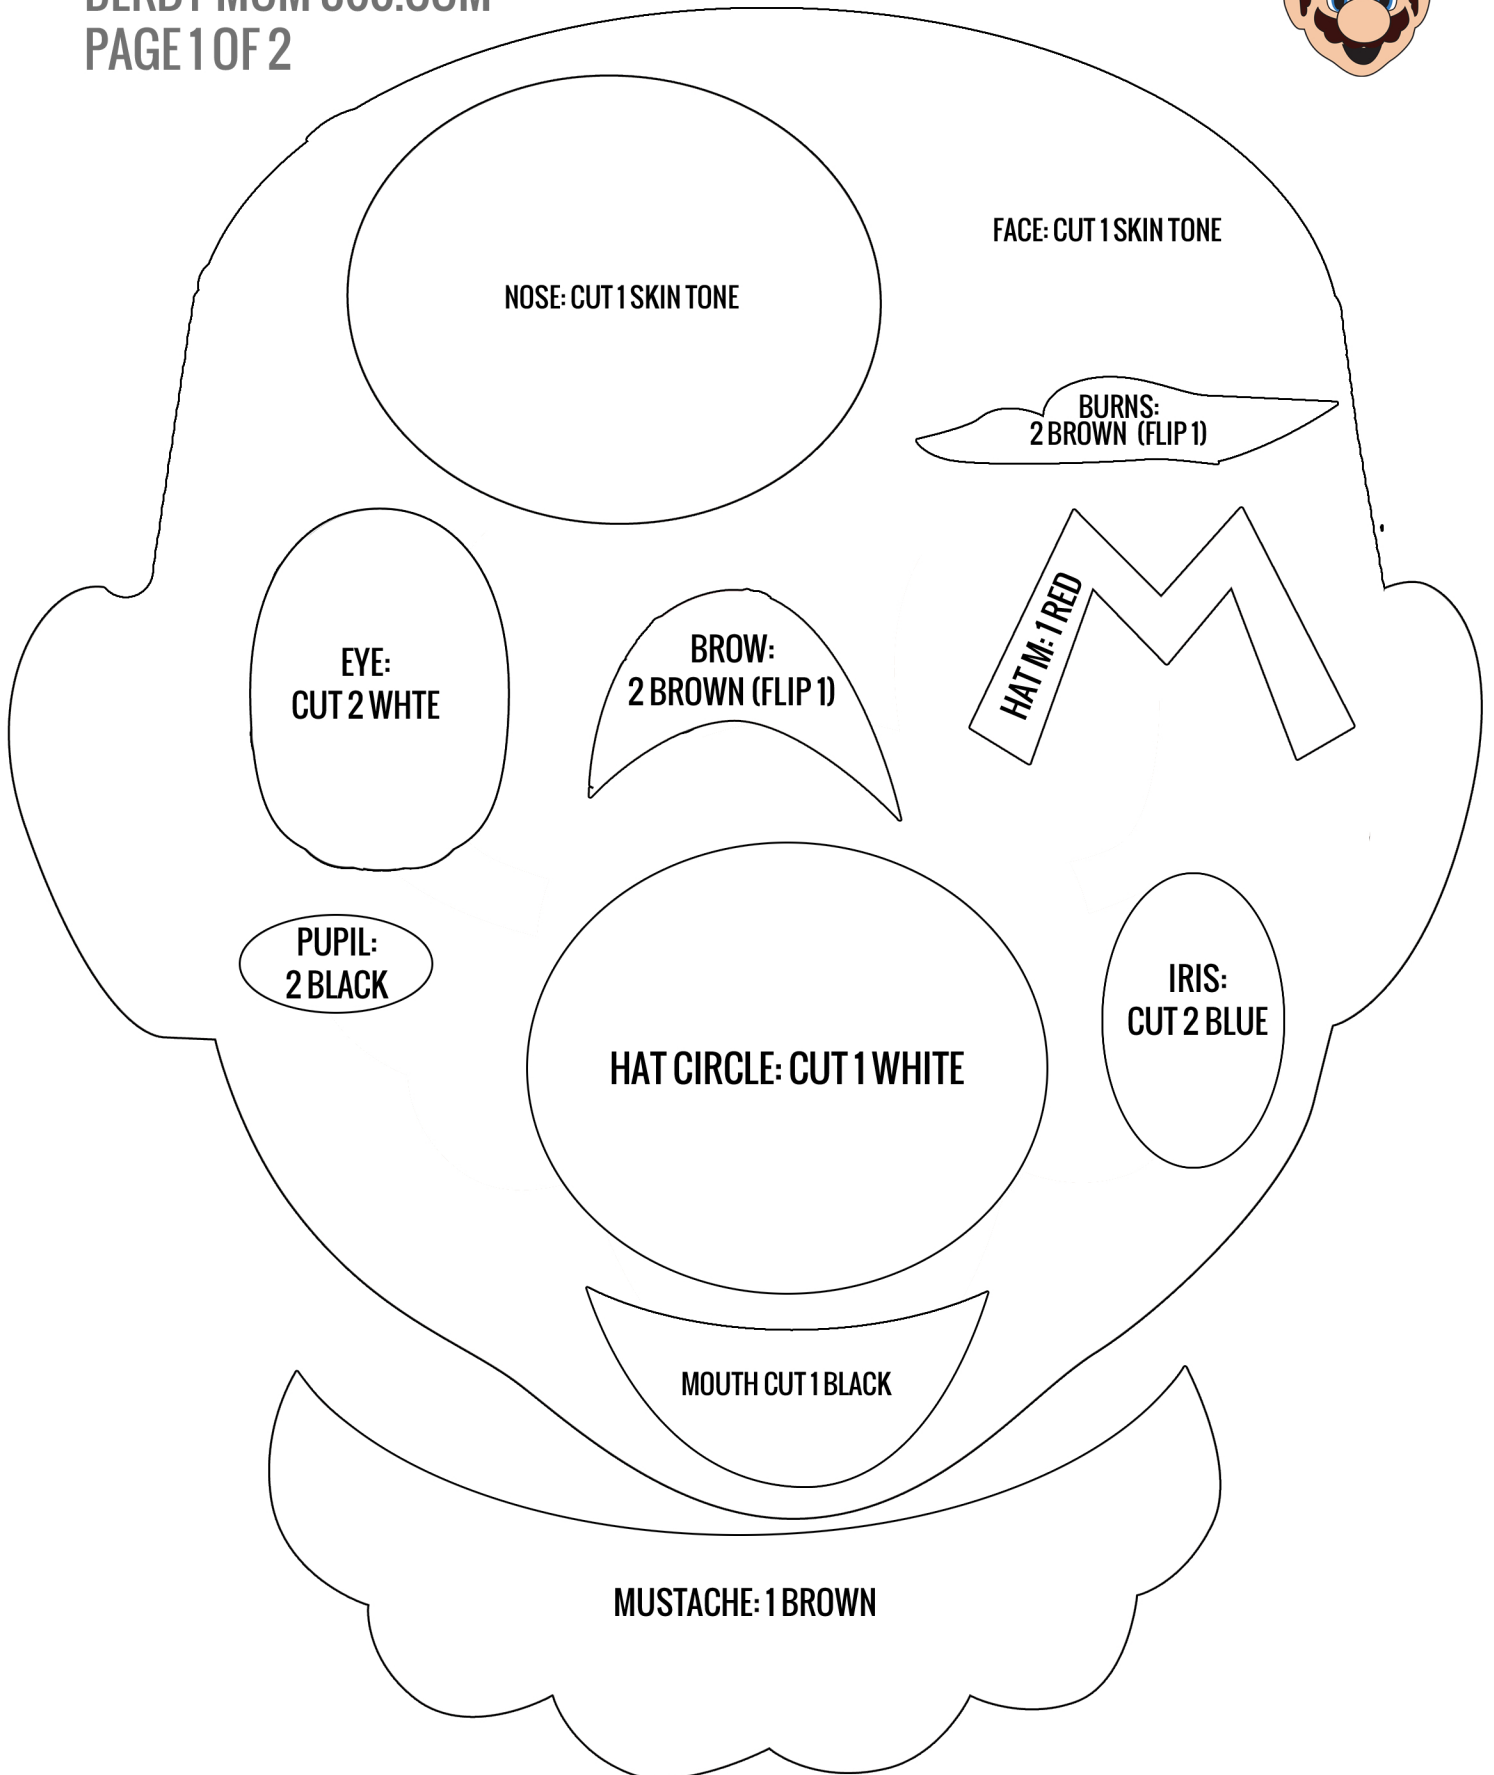 PAGE 1 OF 2
FACE: CUT 1 SKIN TONE
NOSE: CUT 1 SKIN TONE
BURNS:
2 BROWN (FLIP 1)
HAT M: 1 RED
BROW:
2 BROWN (FLIP 1)
EYE:
CUT 2 WHTE
PUPIL:
2 BLACK
IRIS:
CUT 2 BLUE
HAT CIRCLE: CUT 1 WHITE
MOUTH CUT 1 BLACK
MUSTACHE: 1 BROWN